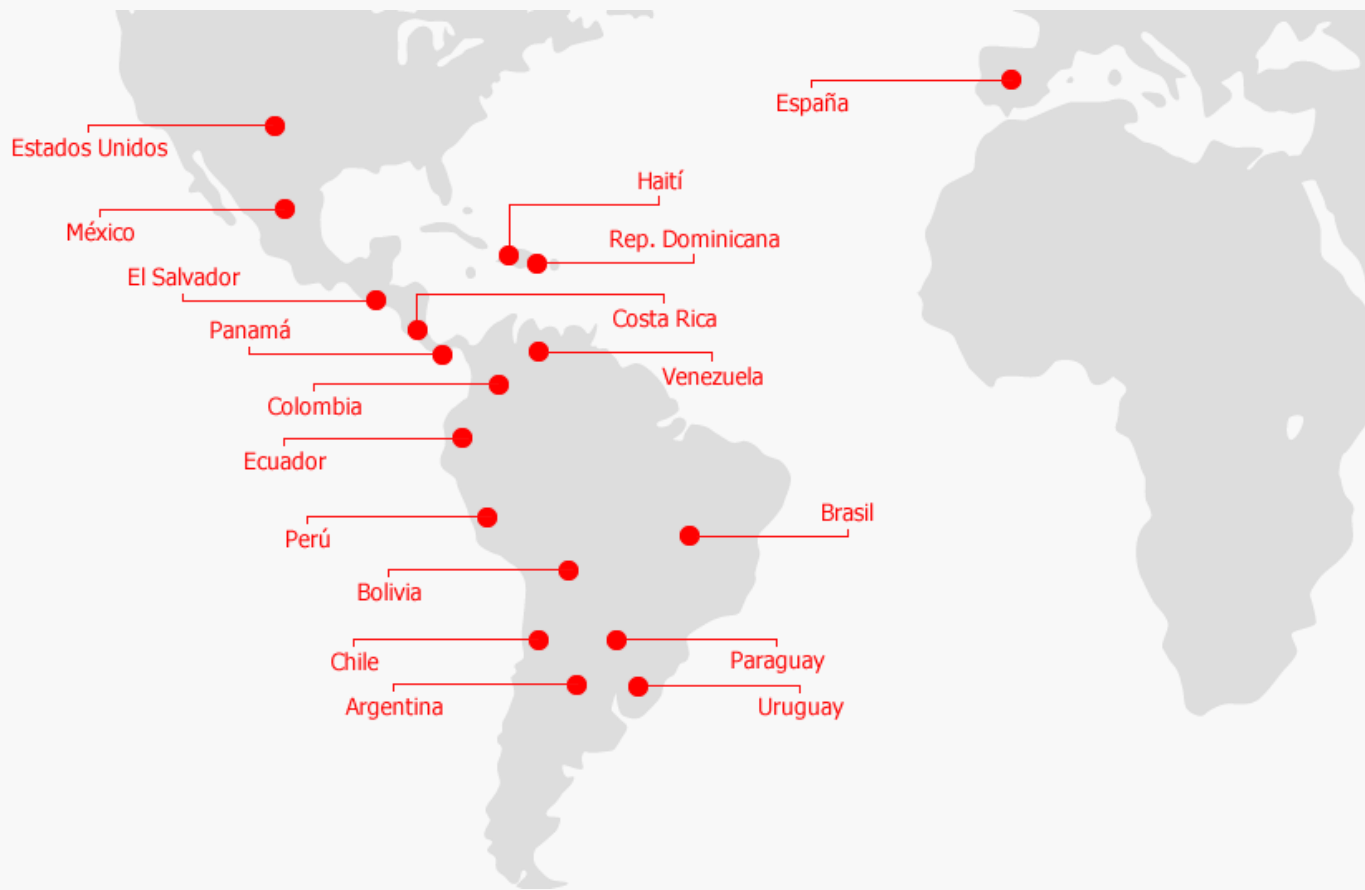 España
Estados Unidos
Haití
México
Rep. Dominicana
El Salvador
Costa Rica
Panamá
Venezuela
Colombia
Ecuador
Brasil
Perú
Bolivia
Chile
Paraguay
Argentina
Uruguay